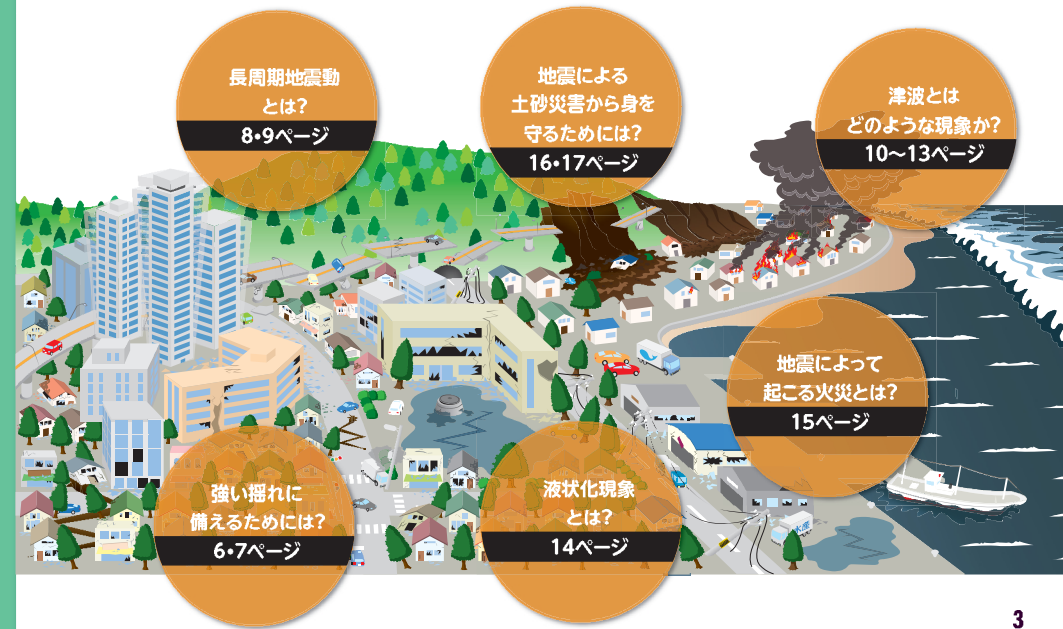 長周期地震動
とは?
8・9ページ
地震による
土砂災害から身を
守るためには?
16・17ページ
津波とは
どのような現象か?
10～13ページ
地震によって
起こる火災とは?
15ページ
強い揺れに
備えるためには?
6・7ページ
液状化現象
とは?
14ページ
水産
3